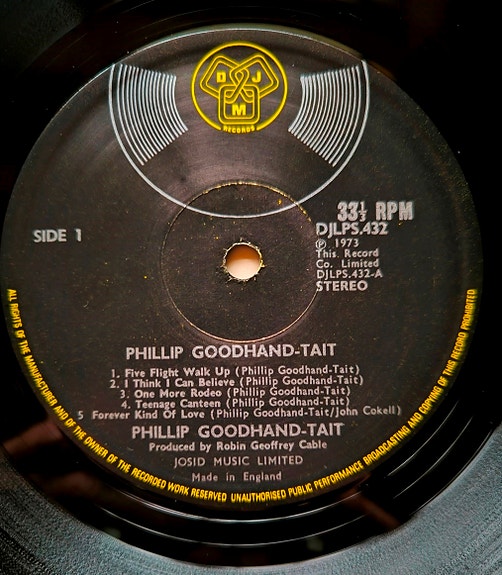 D J
M
RECORDS
SIDE 1
33⅓ RPM
DJLPS.432
Ⓟ 1973
This Record
Co. Limited
DJLPS.432-A
STEREO
PHILLIP GOODHAND-TAIT
1. Five Flight Walk Up (Phillip Goodhand-Tait)
2. I Think I Can Believe (Phillip Goodhand-Tait)
3. One More Rodeo (Phillip Goodhand-Tait)
4. Teenage Canteen (Phillip Goodhand-Tait)
5 Forever Kind Of Love (Phillip Goodhand-Tait/John Cokell)
PHILLIP GOODHAND-TAIT
Produced by Robin Geoffrey Cable
JOSID MUSIC LIMITED
Made in England
ALL RIGHTS OF THE MANUFACTURER AND OF THE OWNER OF THE RECORDED WORK RESERVED UNAUTHORISED PUBLIC PERFORMANCE BROADCASTING AND COPYING OF THIS RECORD PROHIBITED